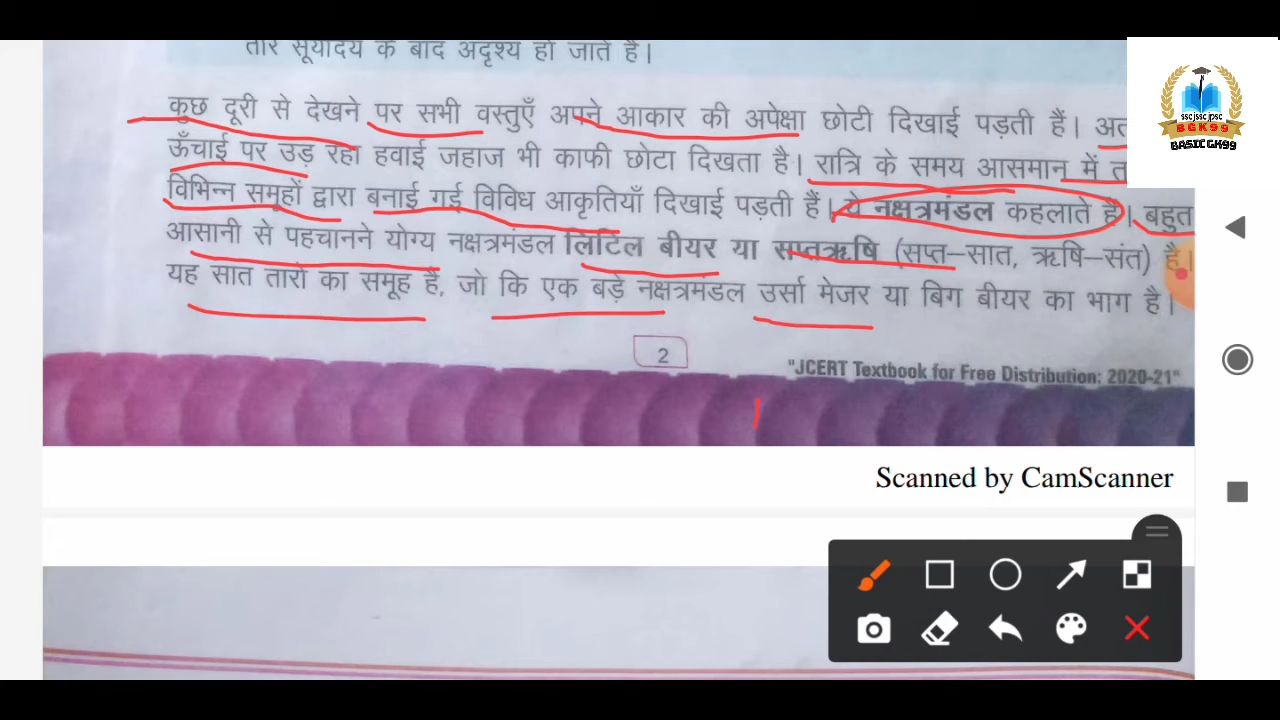 तारे सूर्योदय के बाद अदृश्य हो जाते है।
कुछ दूरी से देखने पर सभी वस्तुएँ अपने आकार की अपेक्षा छोटी दिखाई पड़ती हैं।
ऊँचाई पर उड़ रहा हवाई जहाज भी काफी छोटा दिखता है। रात्रि के समय आसमान में
विभिन्न समूहों द्वारा बनाई गई विविध आकृतियाँ दिखाई पड़ती हैं। ये नक्षत्रमंडल कहलाते है। बहुत
आसानी से पहचानने योग्य नक्षत्रमंडल लिटिल बीयर या सप्तऋषि (सप्त–सात, ऋषि–संत) है।
यह सात तारों का समूह है, जो कि एक बड़े नक्षत्रमंडल उर्सा मेजर या बिग बीयर का भाग है।
2
"JCERT Textbook for Free Distribution: 2020-21"
Scanned by CamScanner
ssc jssc jpsc
BGK99
BASIC GK99